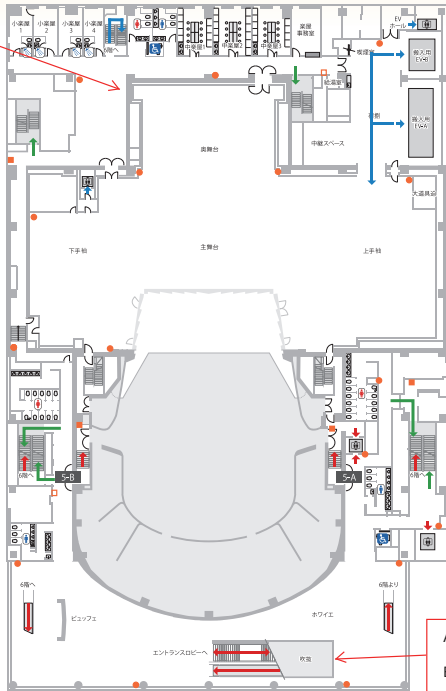 小楽屋
1
小楽屋
2
小楽屋
3
小楽屋
4
6階へ
中楽屋1
中楽屋2
中楽屋3
楽屋
事務室
EV
ホール
喫煙室
搬入用
EV-B
給湯室
搬入用
EV-A
中継スペース
奥舞台
大道具迫
下手袖
主舞台
上手袖
6階へ
5-B
5-A
6階へ
6階へ
ビュッフェ
ホワイエ
6階より
エントランスロビーへ
吹抜
A
E